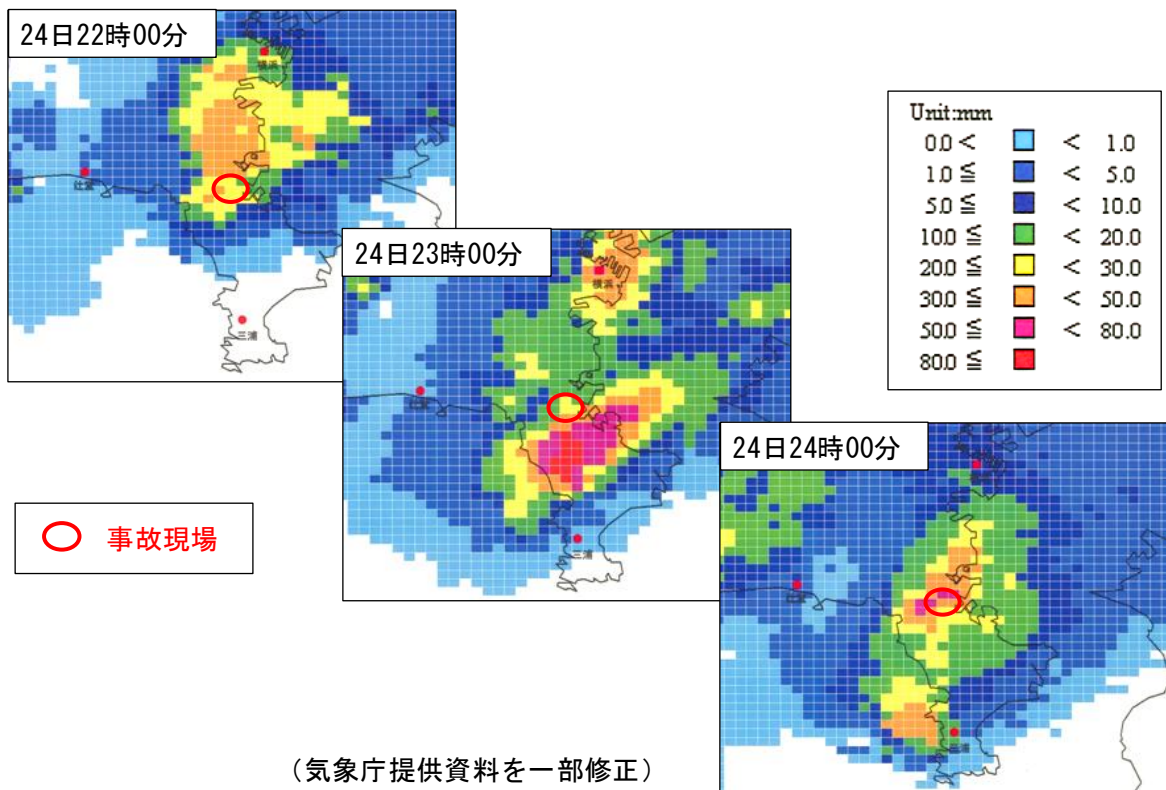 24日22時00分
横浜
辻堂
三浦
24日23時00分
横浜
辻堂
三浦
24日24時00分
三浦
Unit:mm
0.0 < < 1.0
1.0 ≦ < 5.0
5.0 ≦ < 10.0
10.0 ≦ < 20.0
20.0 ≦ < 30.0
30.0 ≦ < 50.0
50.0 ≦ < 80.0
80.0 ≦
事故現場
(気象庁提供資料を一部修正)